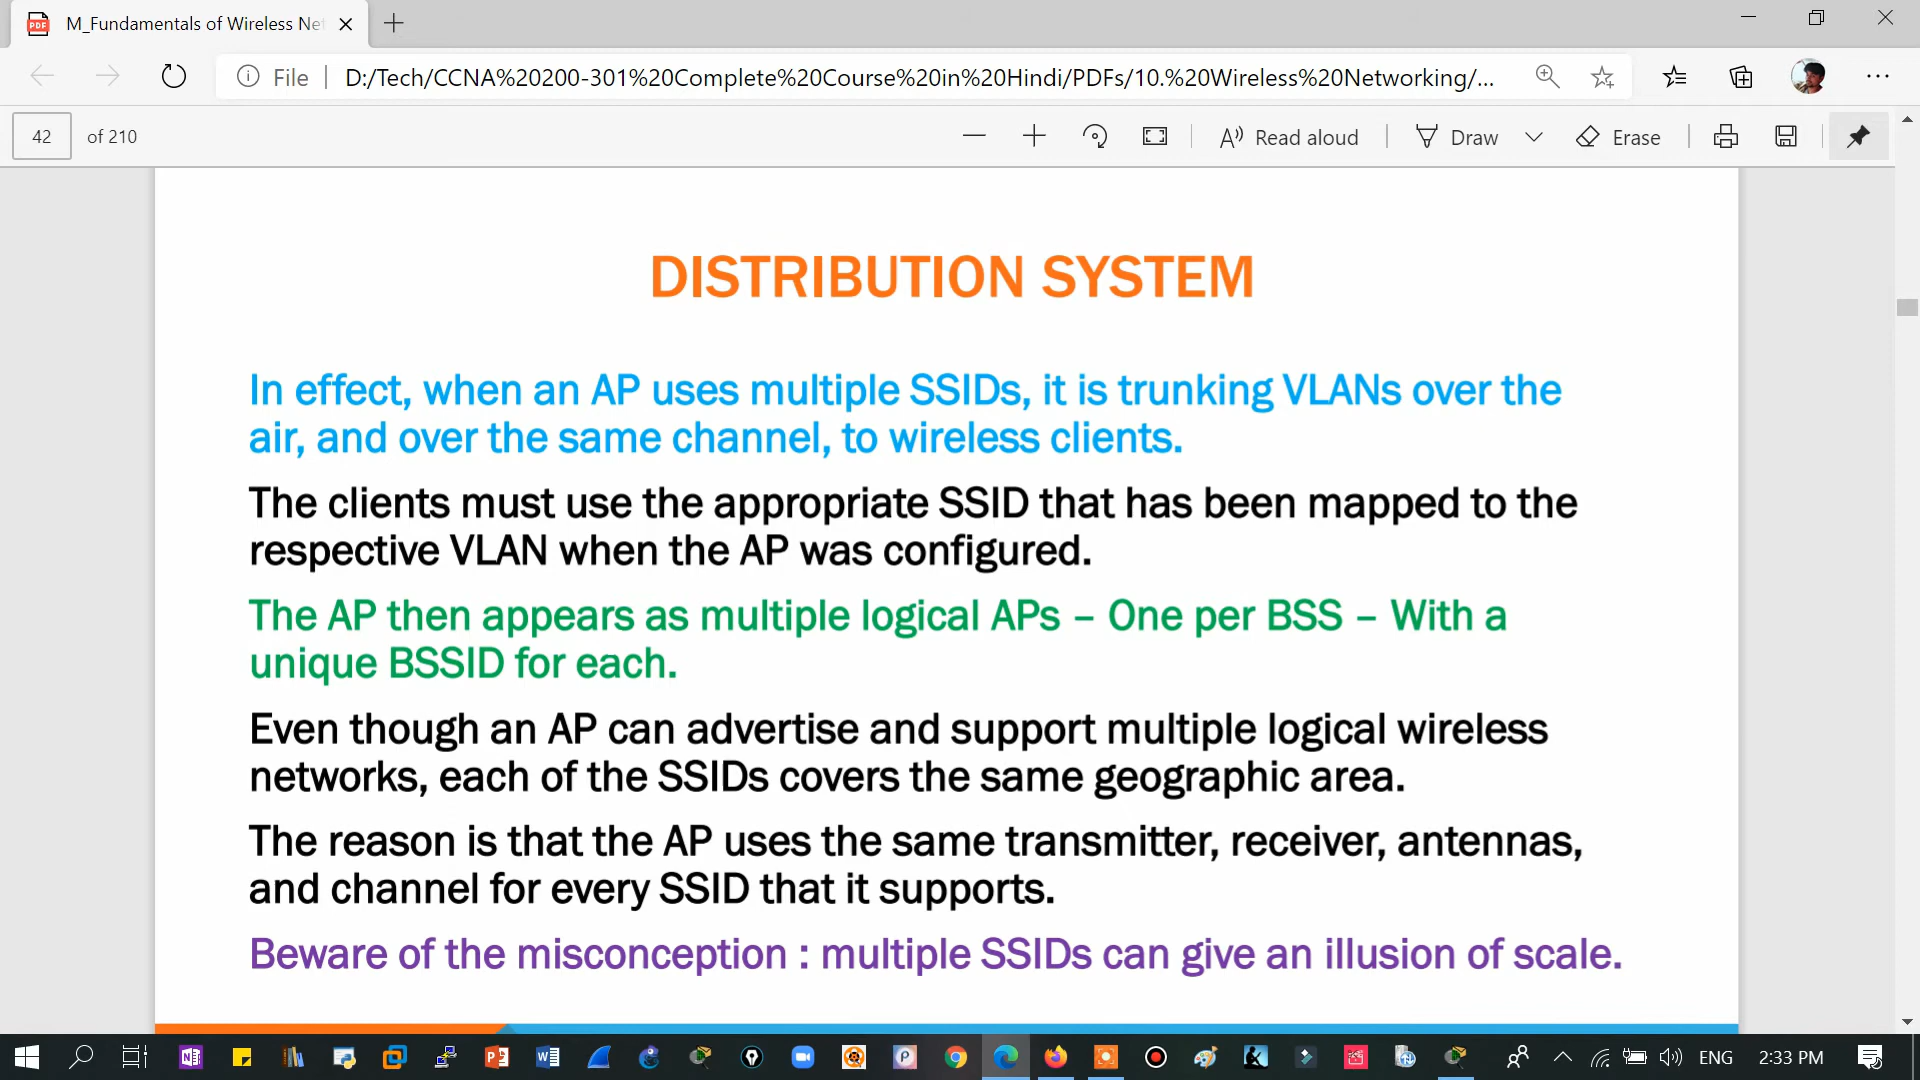 M_Fundamentals of Wireless Net
File
D:/Tech/CCNA%20200-301%20Complete%20Course%20in%20Hindi/PDFs/10.%20Wireless%20Networking/...
42 of 210
Read aloud
Draw
Erase
DISTRIBUTION SYSTEM
In effect, when an AP uses multiple SSIDs, it is trunking VLANs over the
air, and over the same channel, to wireless clients.
The clients must use the appropriate SSID that has been mapped to the
respective VLAN when the AP was configured.
The AP then appears as multiple logical APs – One per BSS – With a
unique BSSID for each.
Even though an AP can advertise and support multiple logical wireless
networks, each of the SSIDs covers the same geographic area.
The reason is that the AP uses the same transmitter, receiver, antennas,
and channel for every SSID that it supports.
Beware of the misconception : multiple SSIDs can give an illusion of scale.
ENG
2:33 PM